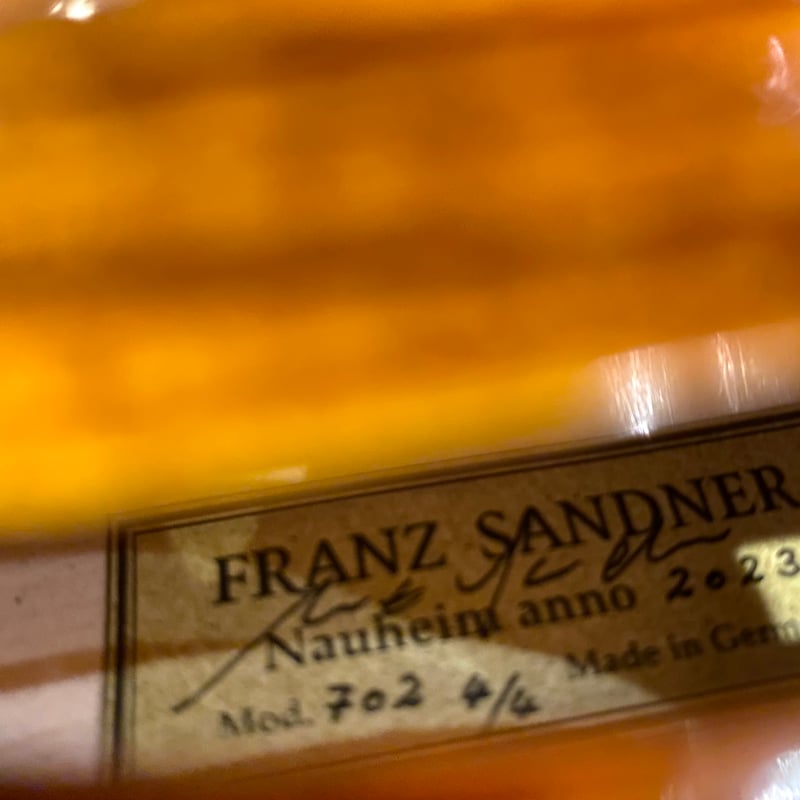 FRANZ SANDNER
Nauheim anno 2023
Made in Germ
Mod. 702 4/4